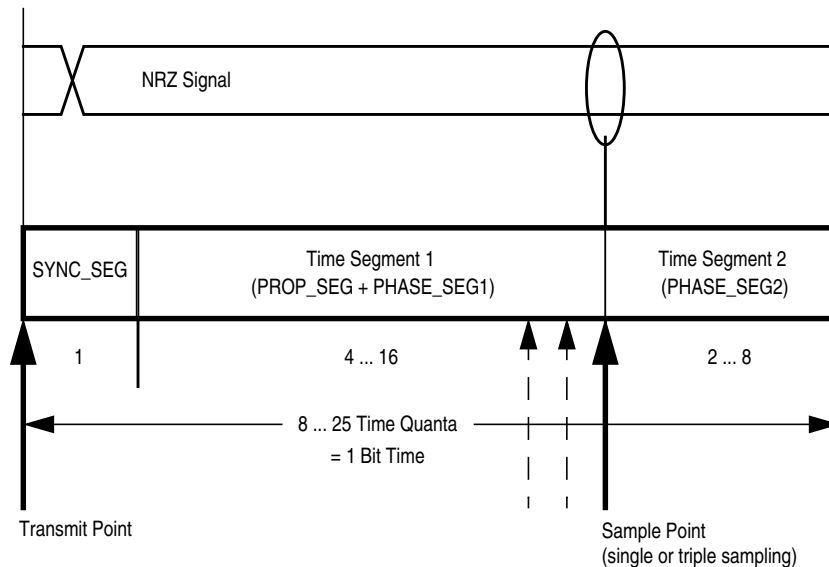 NRZ Signal
SYNC_SEG
Time Segment 1
(PROP_SEG + PHASE_SEG1)
Time Segment 2
(PHASE_SEG2)
1
4 ... 16
2 ... 8
8 ... 25 Time Quanta
= 1 Bit Time
Transmit Point
Sample Point
(single or triple sampling)